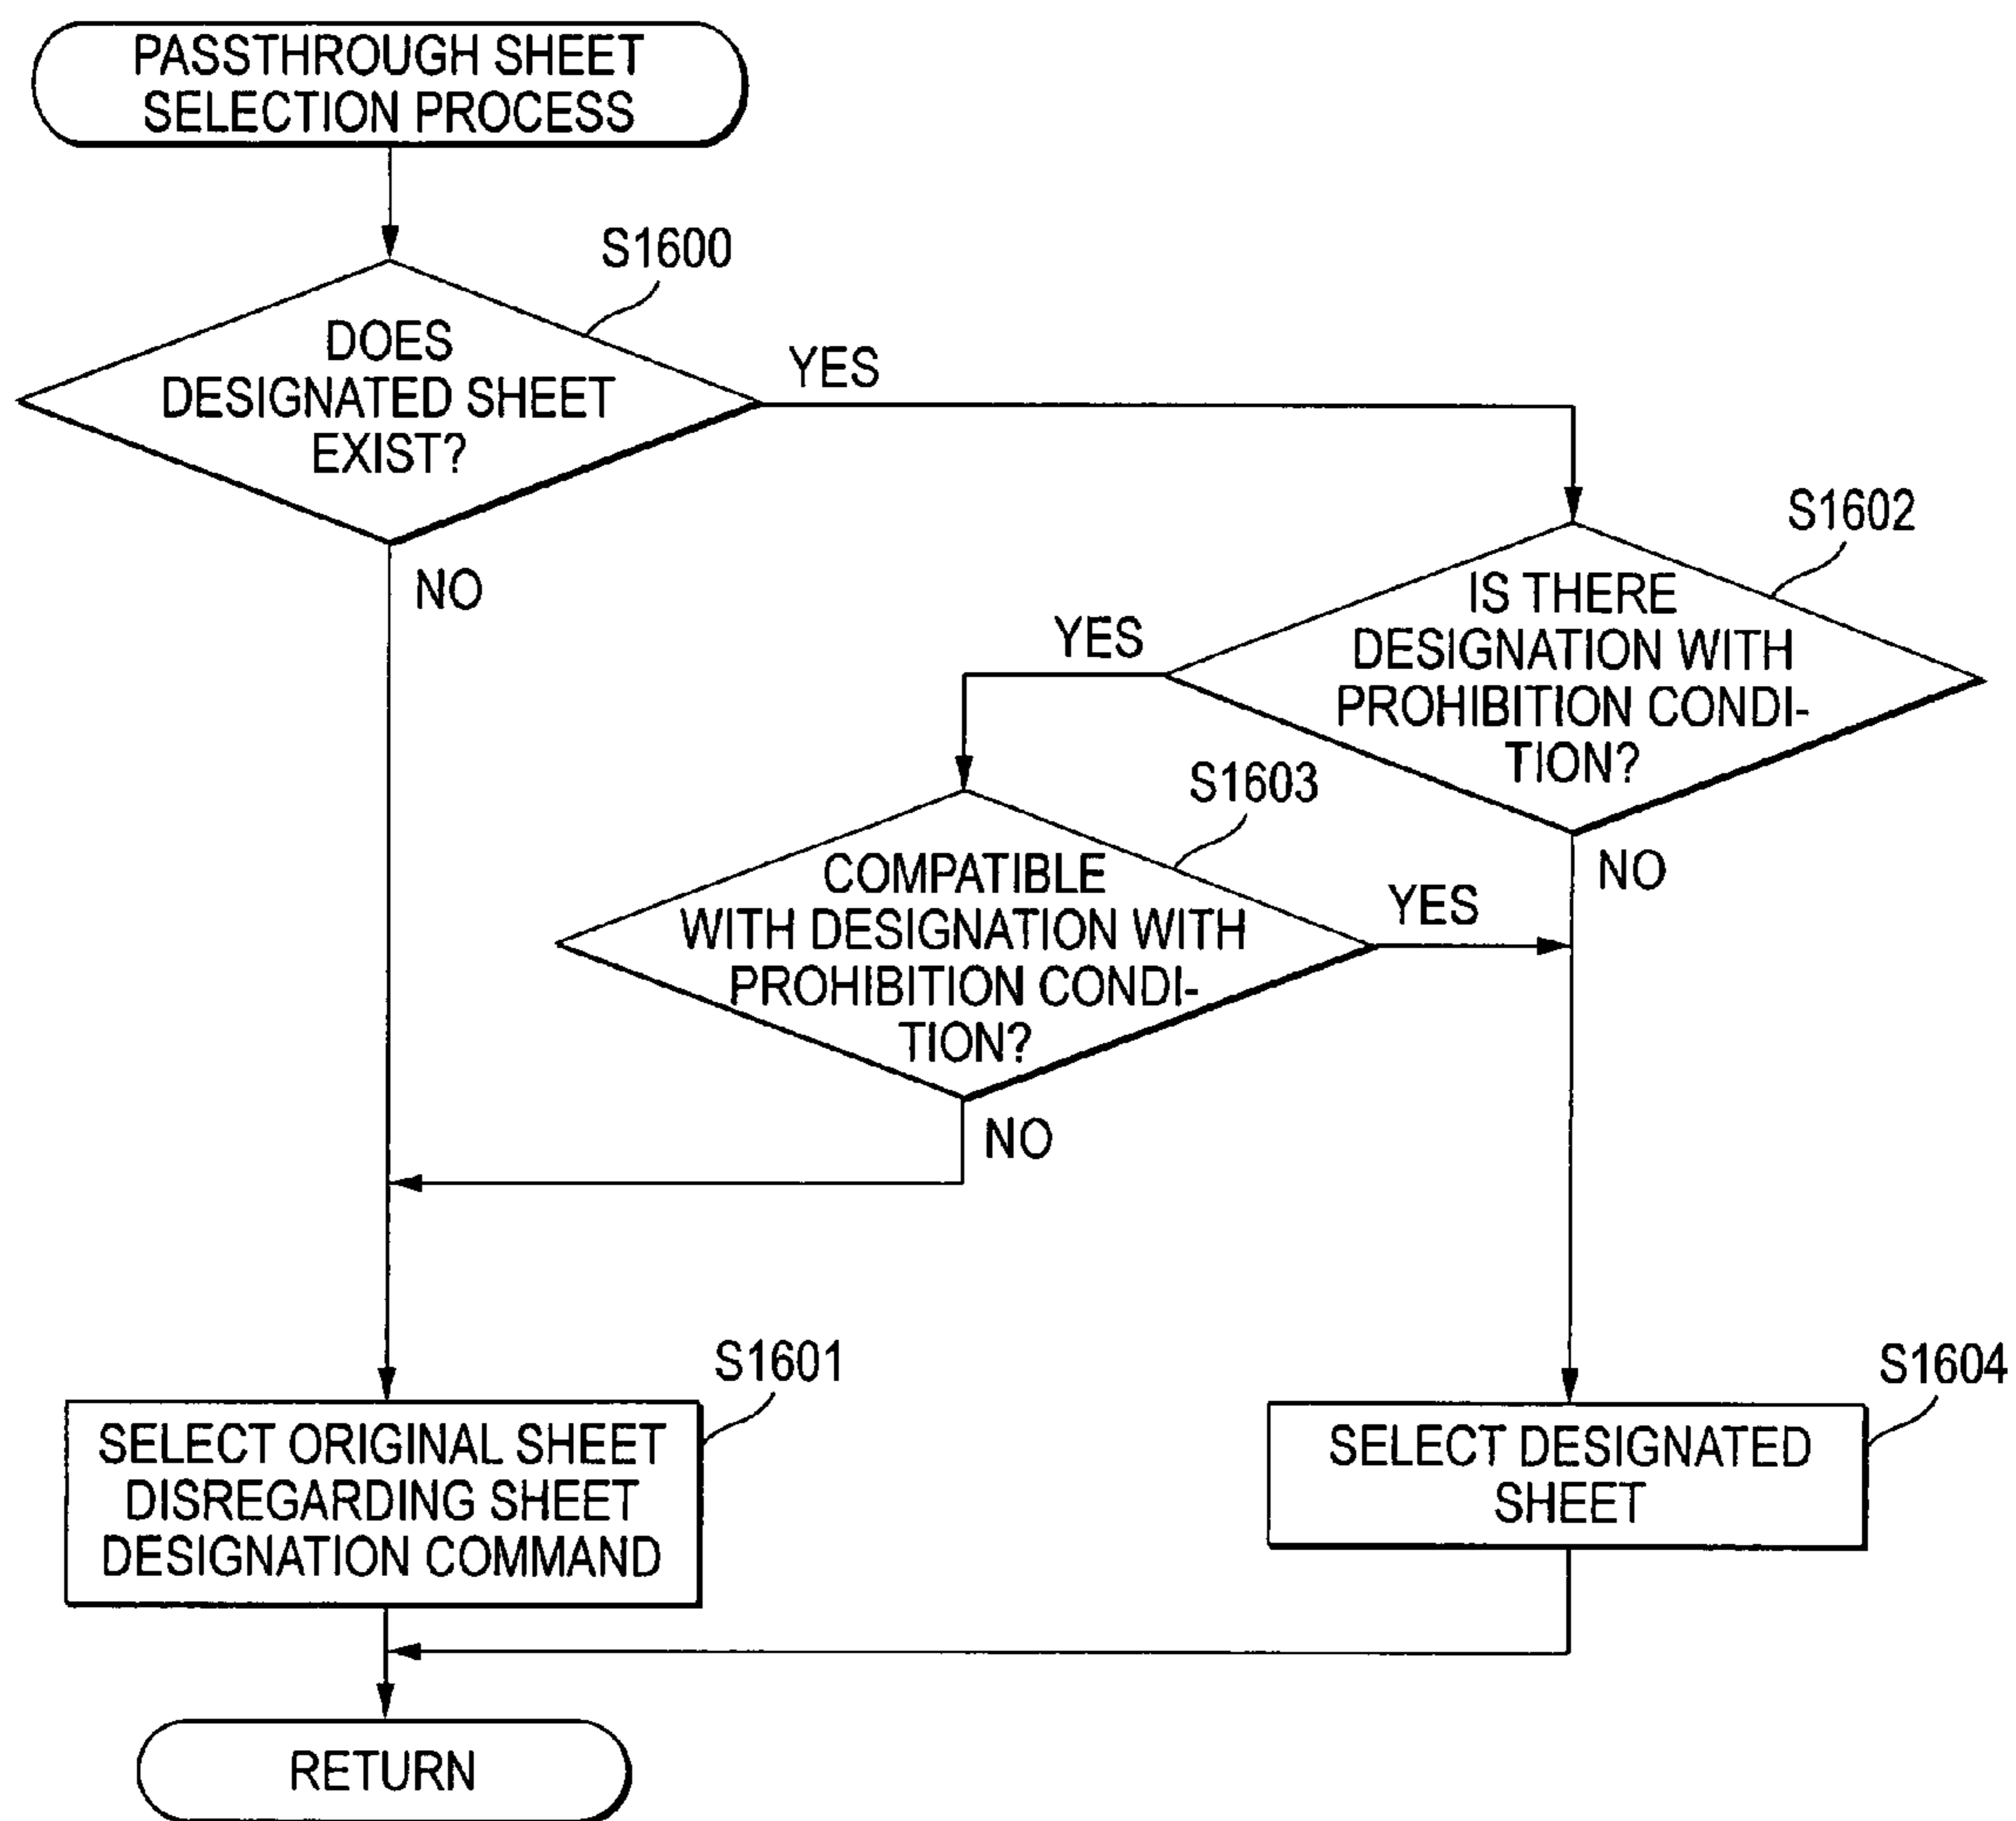 PASSTHROUGH SHEET
SELECTION PROCESS
S1600
DOES
DESIGNATED SHEET
EXIST?
YES
NO
S1602
IS THERE
DESIGNATION WITH
PROHIBITION CONDI-
TION?
YES
NO
S1603
COMPATIBLE
WITH DESIGNATION WITH
PROHIBITION CONDI-
TION?
YES
NO
S1601
SELECT ORIGINAL SHEET
DISREGARDING SHEET
DESIGNATION COMMAND
S1604
SELECT DESIGNATED
SHEET
RETURN